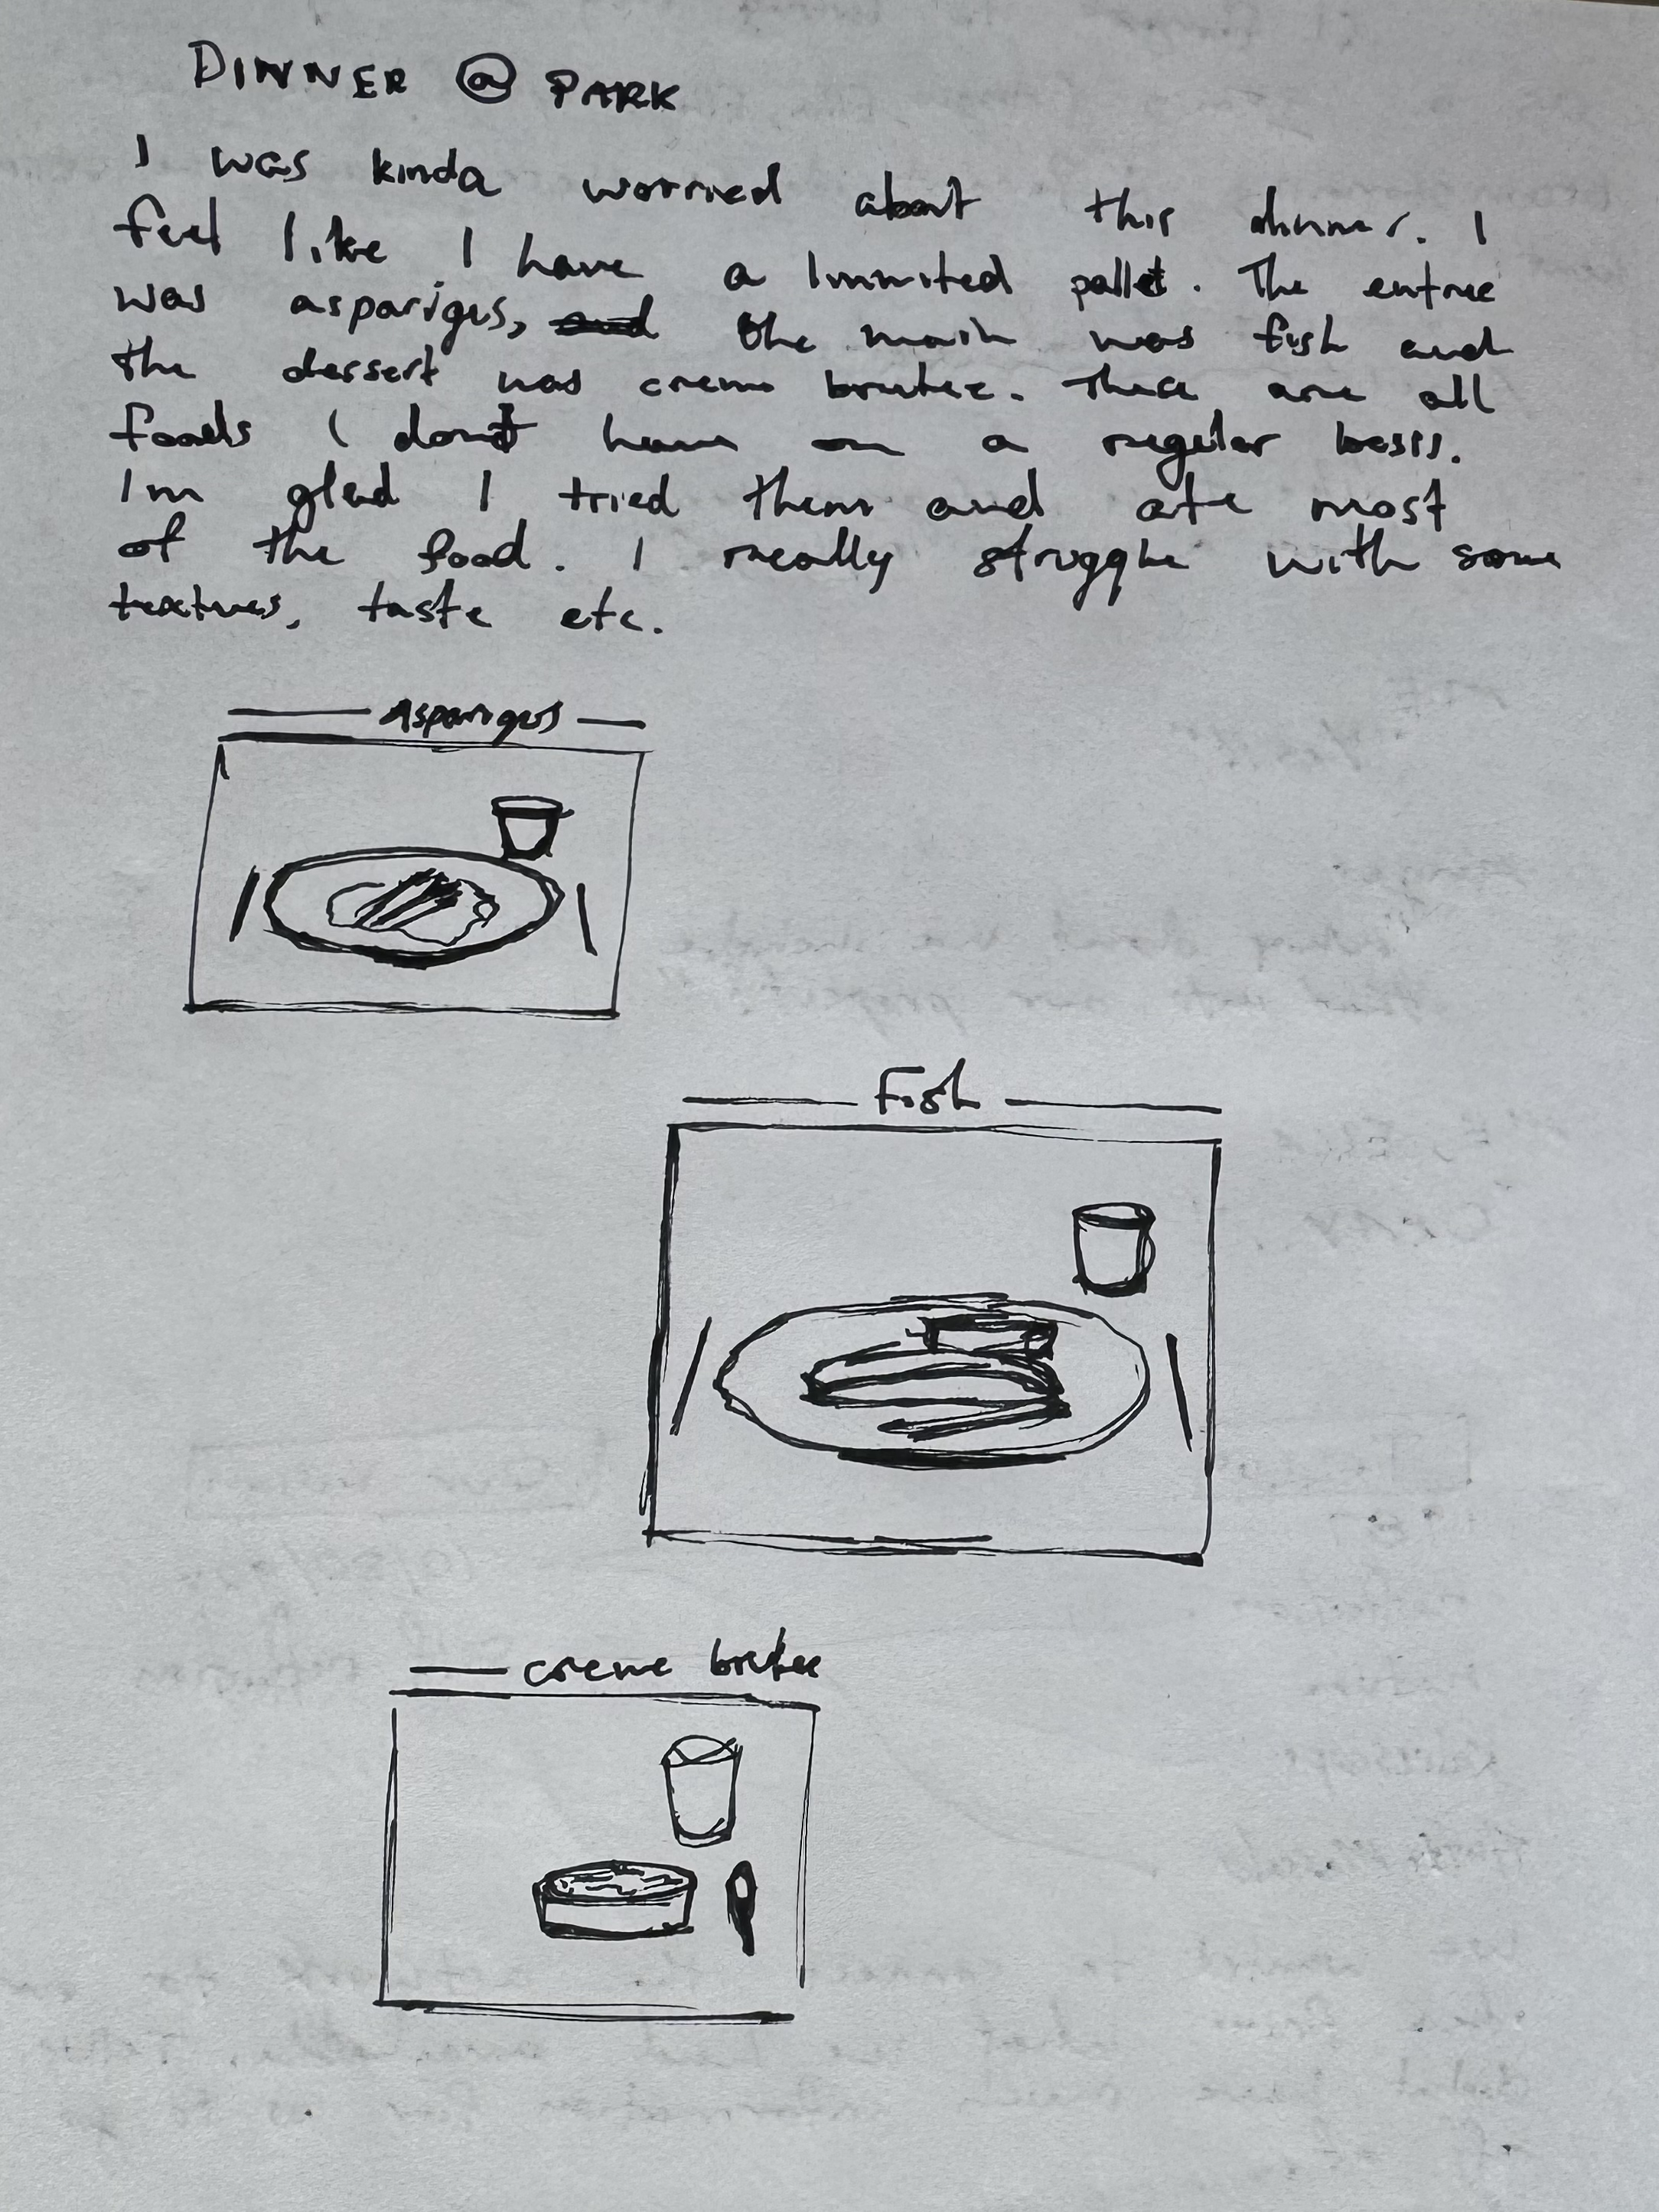 DINNER @ PARK
I was kinda worried about this dinner. I
feel like I have a limmited pallet. The entree
was asparigus, the main was fish and
the dessert was creme brulee. These are all
foods I dont have on a regular basis.
Im glad I tried them and ate most
of the food. I really struggle with some
textures, taste etc.
Asparigus
Fish
creme brulee